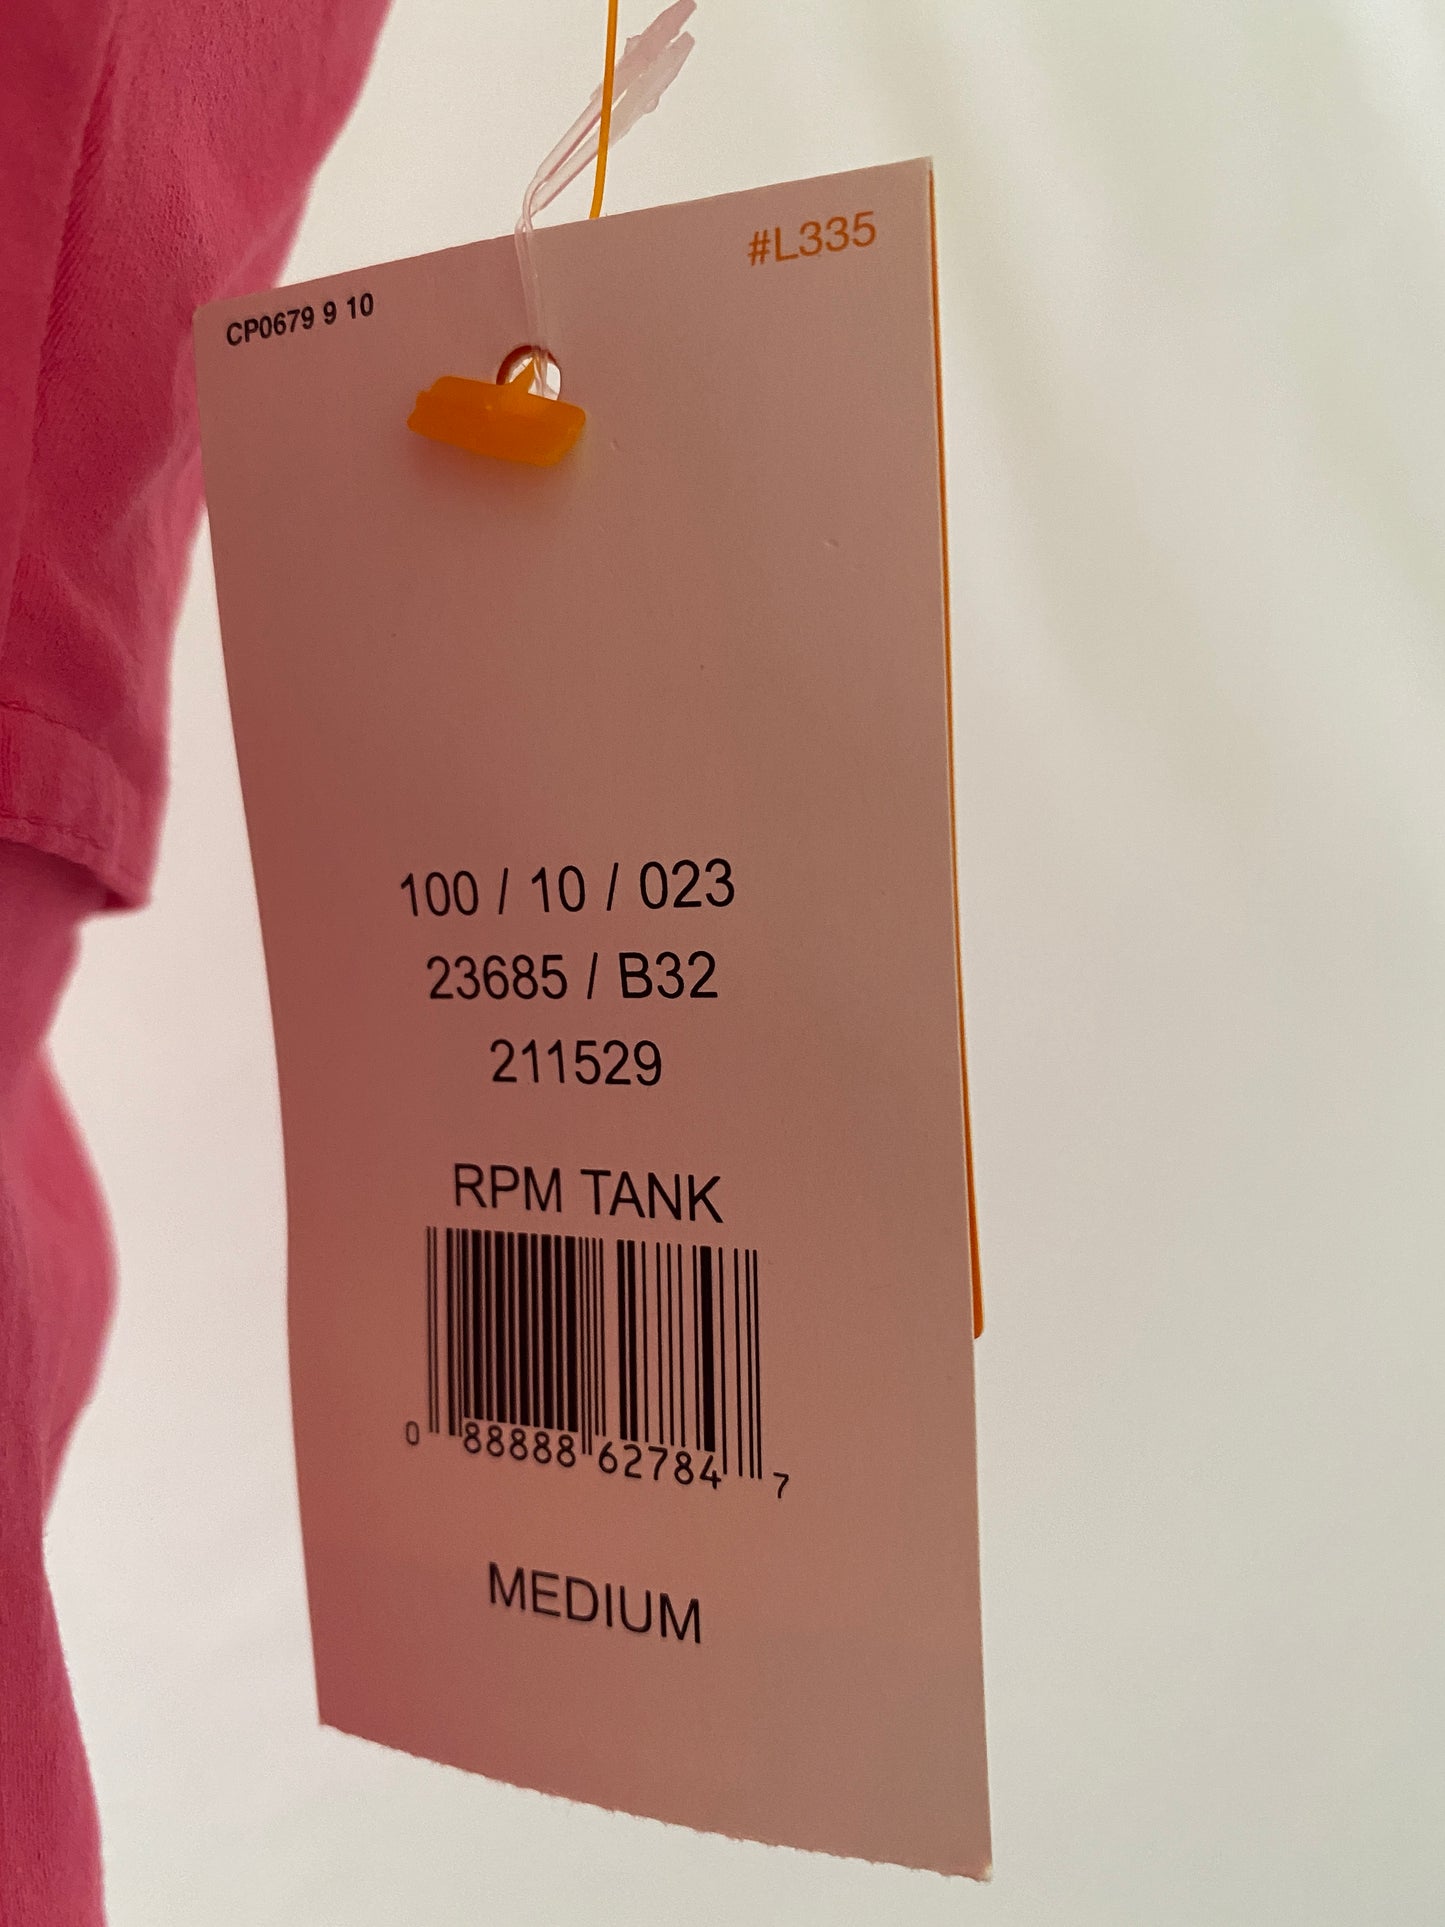 #L335
CP0679 9 10
100 / 10 / 023
23685 / B32
211529
RPM TANK
0 88888 62784 7
MEDIUM